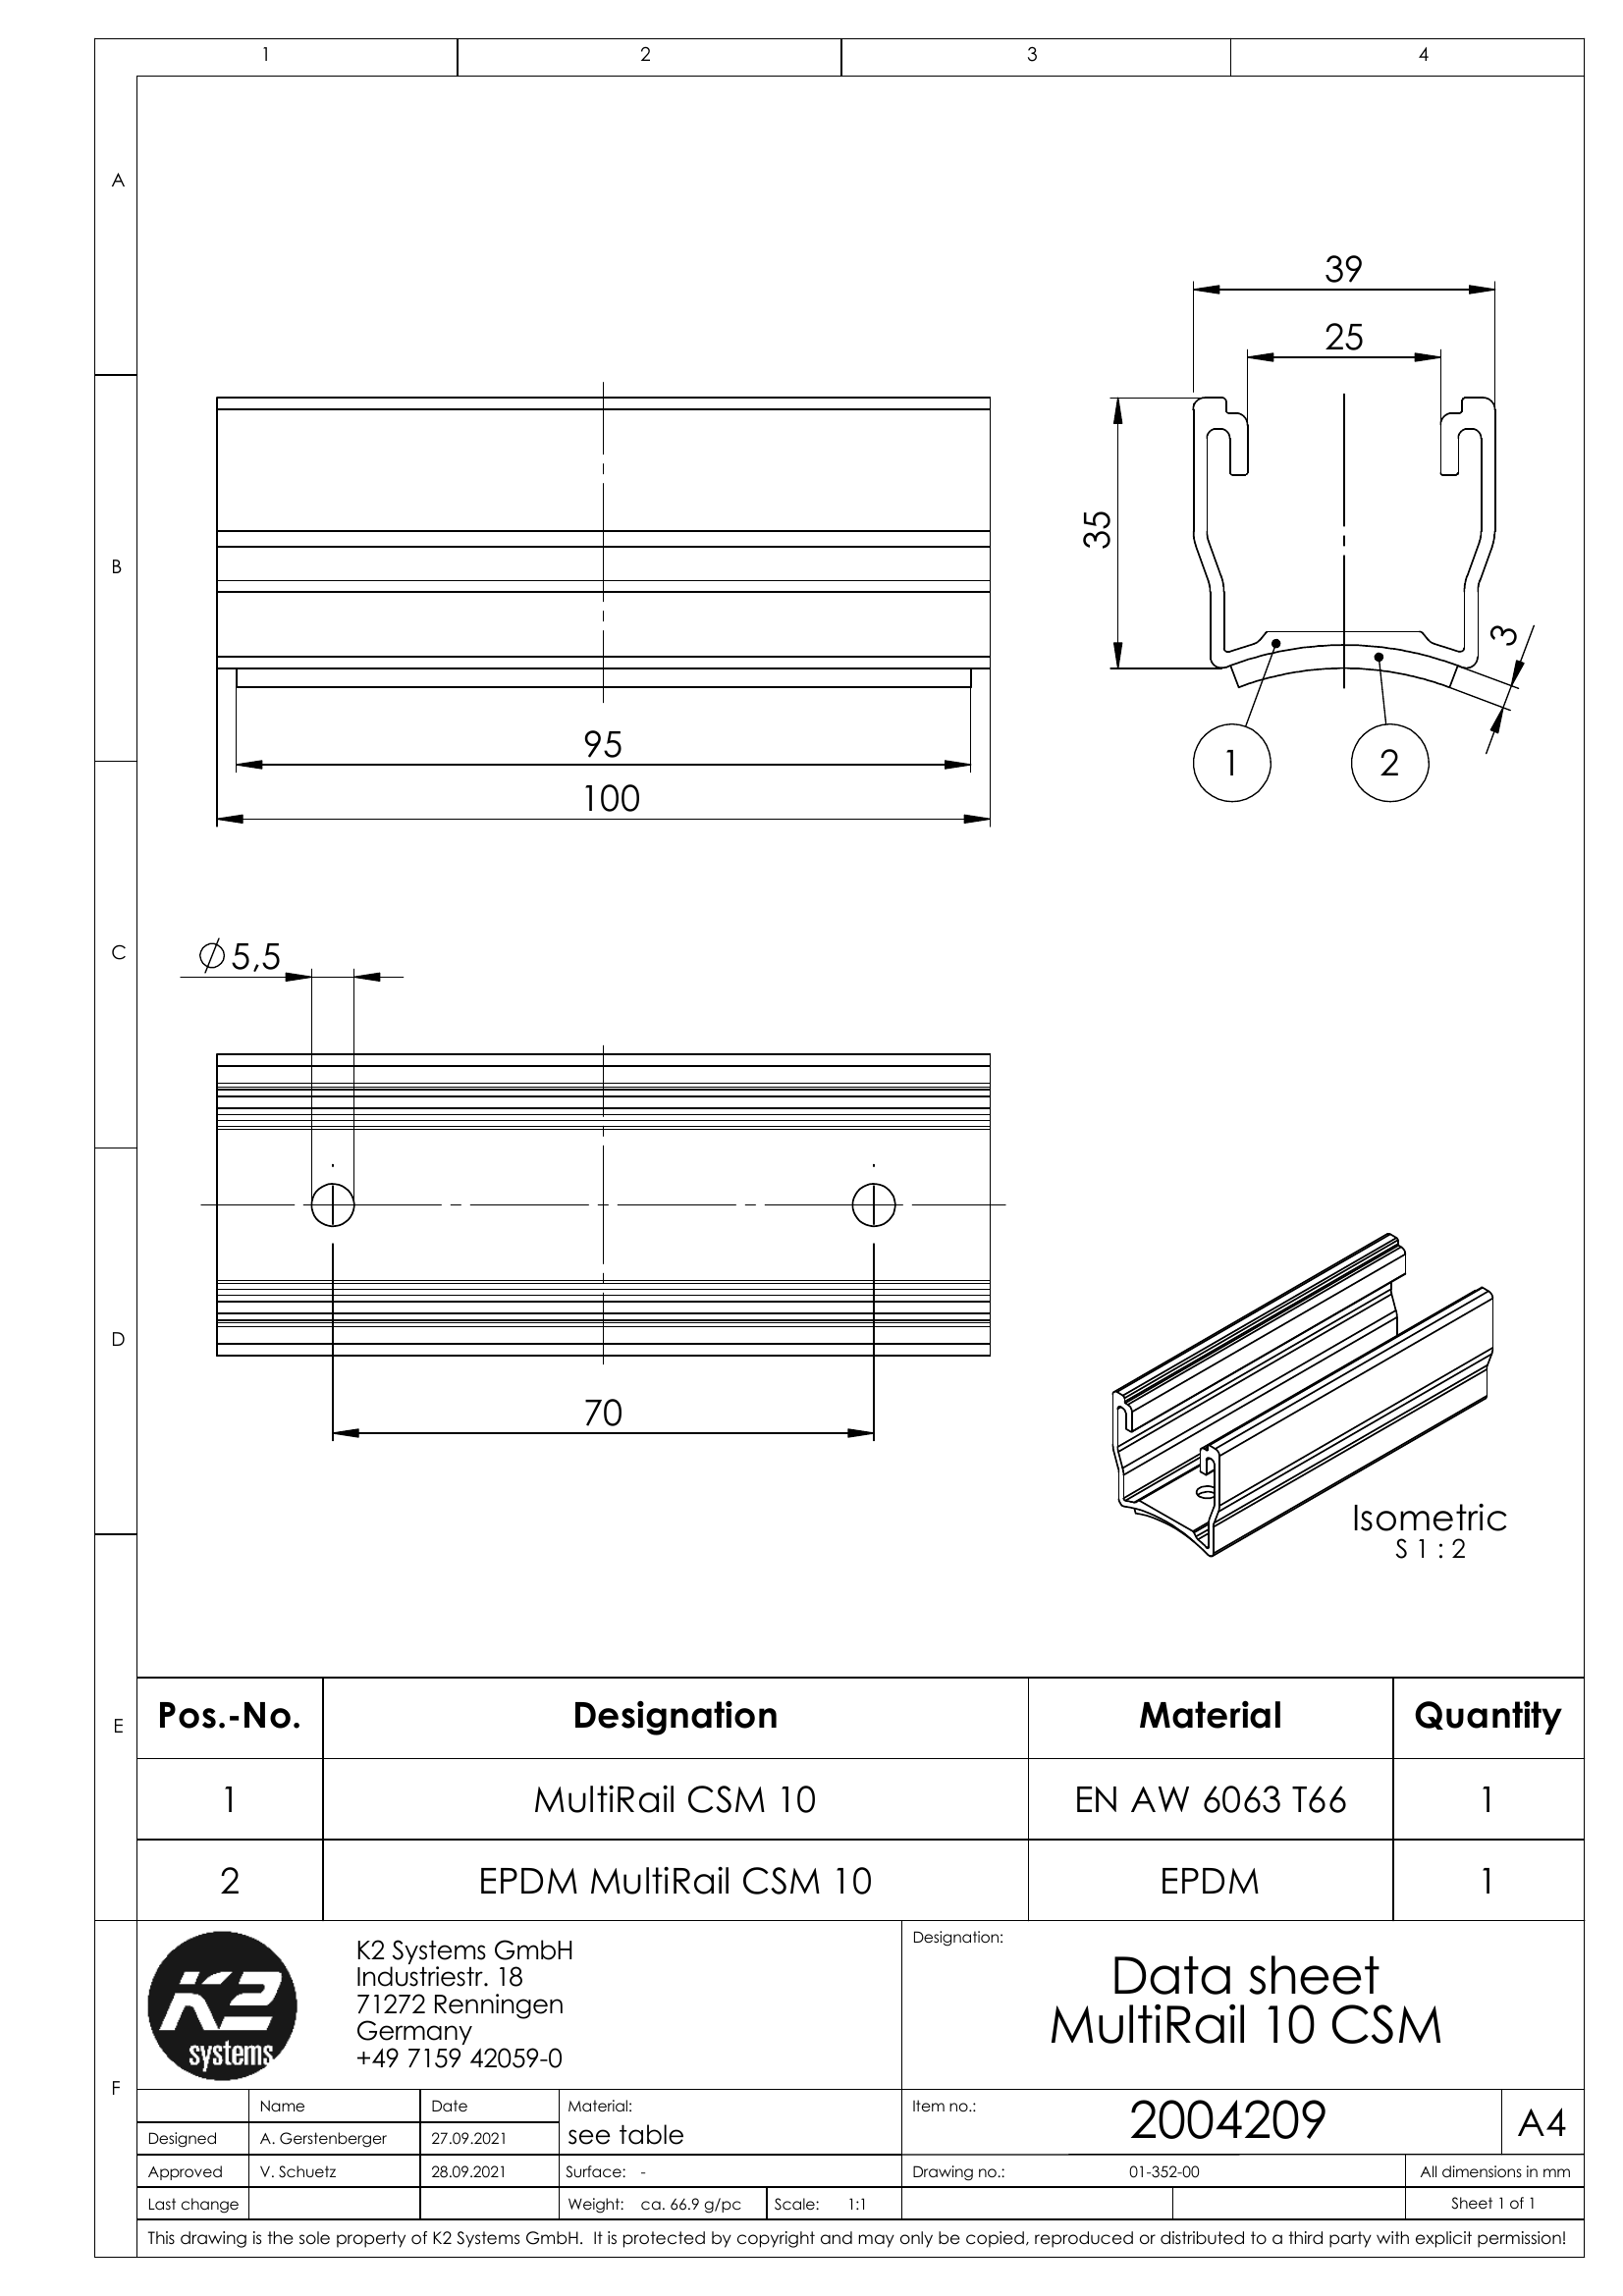 1 2 3 4
A
B
C
D
E
F
39
25
35
3
1 2
95
100
Ø5,5
70
Isometric
S 1 : 2
Pos.-No. Designation Material Quantity
1 MultiRail CSM 10 EN AW 6063 T66 1
2 EPDM MultiRail CSM 10 EPDM 1
K2
systems
K2 Systems GmbH
Industriestr. 18
71272 Renningen
Germany
+49 7159 42059-0
Designation:
Data sheet
MultiRail 10 CSM
Name Date
Designed A. Gerstenberger 27.09.2021
Approved V. Schuetz 28.09.2021
Last change
Material:
see table
Surface: -
Weight: ca. 66.9 g/pc Scale: 1:1
Item no.: 2004209 A4
Drawing no.: 01-352-00 All dimensions in mm
Sheet 1 of 1
This drawing is the sole property of K2 Systems GmbH. It is protected by copyright and may only be copied, reproduced or distributed to a third party with explicit permission!